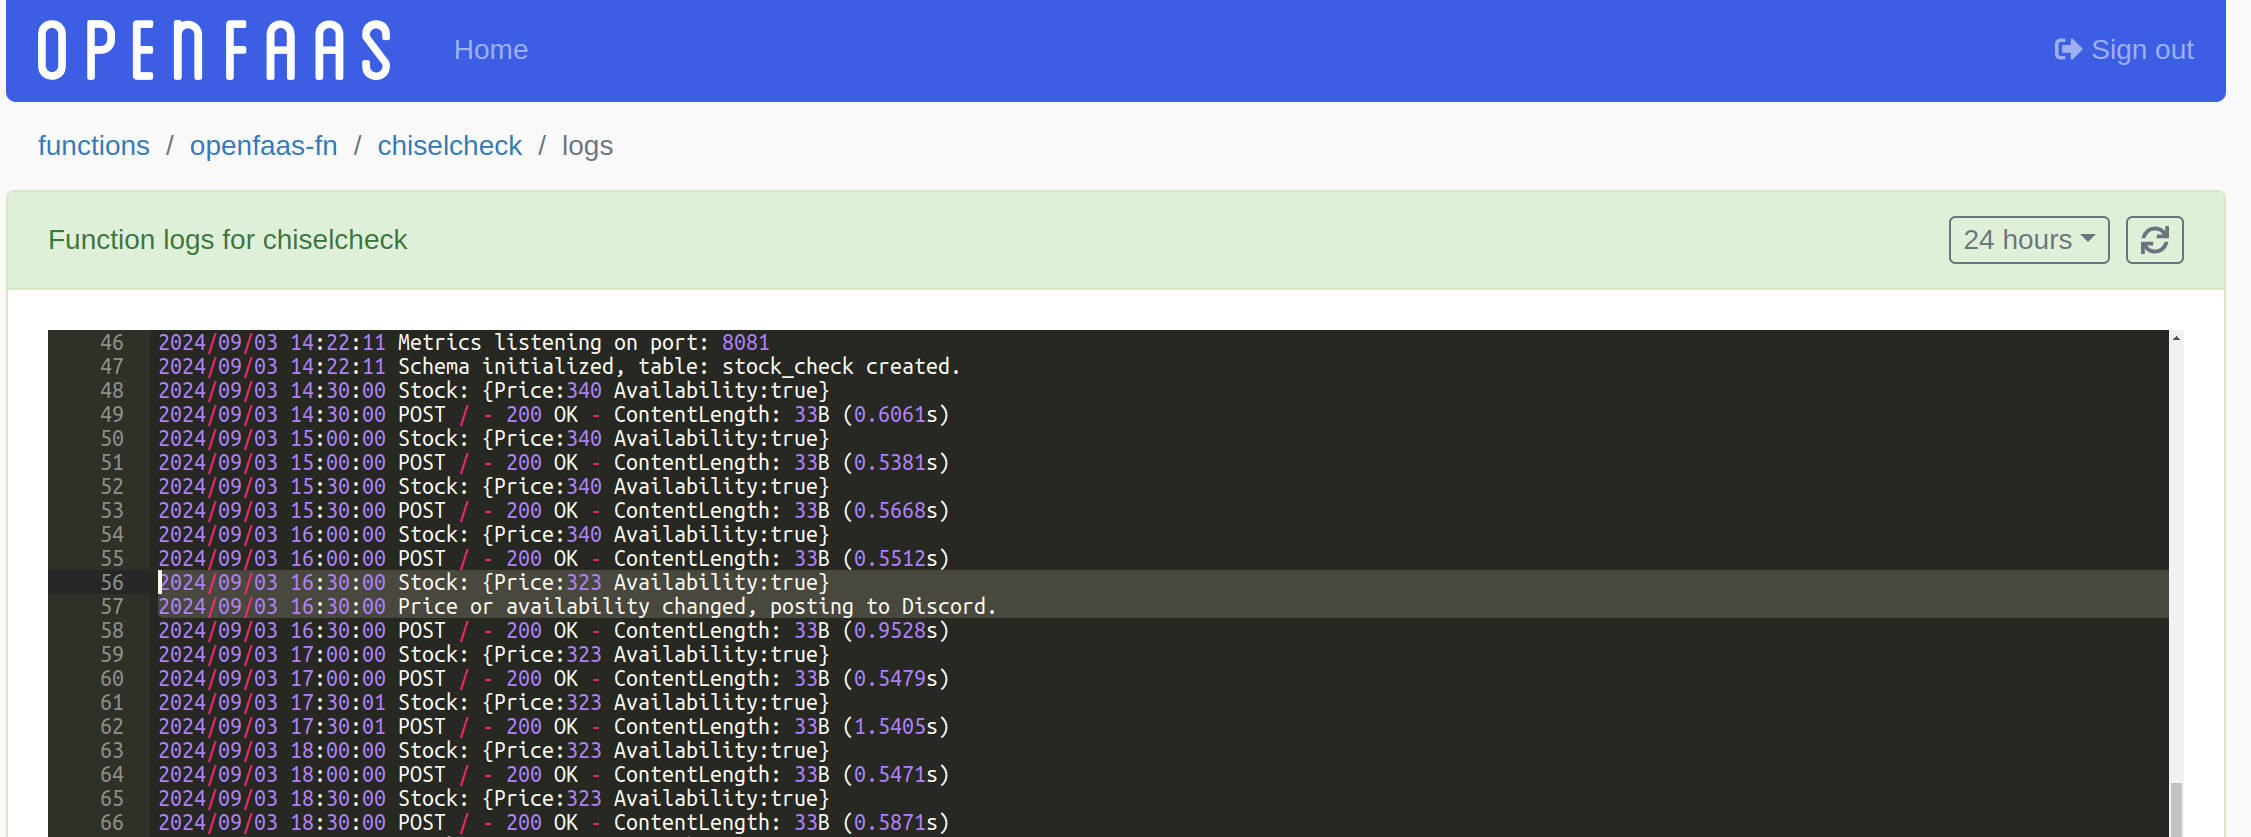 OPENFAAS Home Sign out
functions / openfaas-fn / chiselcheck / logs
Function logs for chiselcheck 24 hours
46 2024/09/03 14:22:11 Metrics listening on port: 8081
47 2024/09/03 14:22:11 Schema initialized, table: stock_check created.
48 2024/09/03 14:30:00 Stock: {Price:340 Availability:true}
49 2024/09/03 14:30:00 POST / - 200 OK - ContentLength: 33B (0.6061s)
50 2024/09/03 15:00:00 Stock: {Price:340 Availability:true}
51 2024/09/03 15:00:00 POST / - 200 OK - ContentLength: 33B (0.5381s)
52 2024/09/03 15:30:00 Stock: {Price:340 Availability:true}
53 2024/09/03 15:30:00 POST / - 200 OK - ContentLength: 33B (0.5668s)
54 2024/09/03 16:00:00 Stock: {Price:340 Availability:true}
55 2024/09/03 16:00:00 POST / - 200 OK - ContentLength: 33B (0.5512s)
56 2024/09/03 16:30:00 Stock: {Price:323 Availability:true}
57 2024/09/03 16:30:00 Price or availability changed, posting to Discord.
58 2024/09/03 16:30:00 POST / - 200 OK - ContentLength: 33B (0.9528s)
59 2024/09/03 17:00:00 Stock: {Price:323 Availability:true}
60 2024/09/03 17:00:00 POST / - 200 OK - ContentLength: 33B (0.5479s)
61 2024/09/03 17:30:01 Stock: {Price:323 Availability:true}
62 2024/09/03 17:30:01 POST / - 200 OK - ContentLength: 33B (1.5405s)
63 2024/09/03 18:00:00 Stock: {Price:323 Availability:true}
64 2024/09/03 18:00:00 POST / - 200 OK - ContentLength: 33B (0.5471s)
65 2024/09/03 18:30:00 Stock: {Price:323 Availability:true}
66 2024/09/03 18:30:00 POST / - 200 OK - ContentLength: 33B (0.5871s)